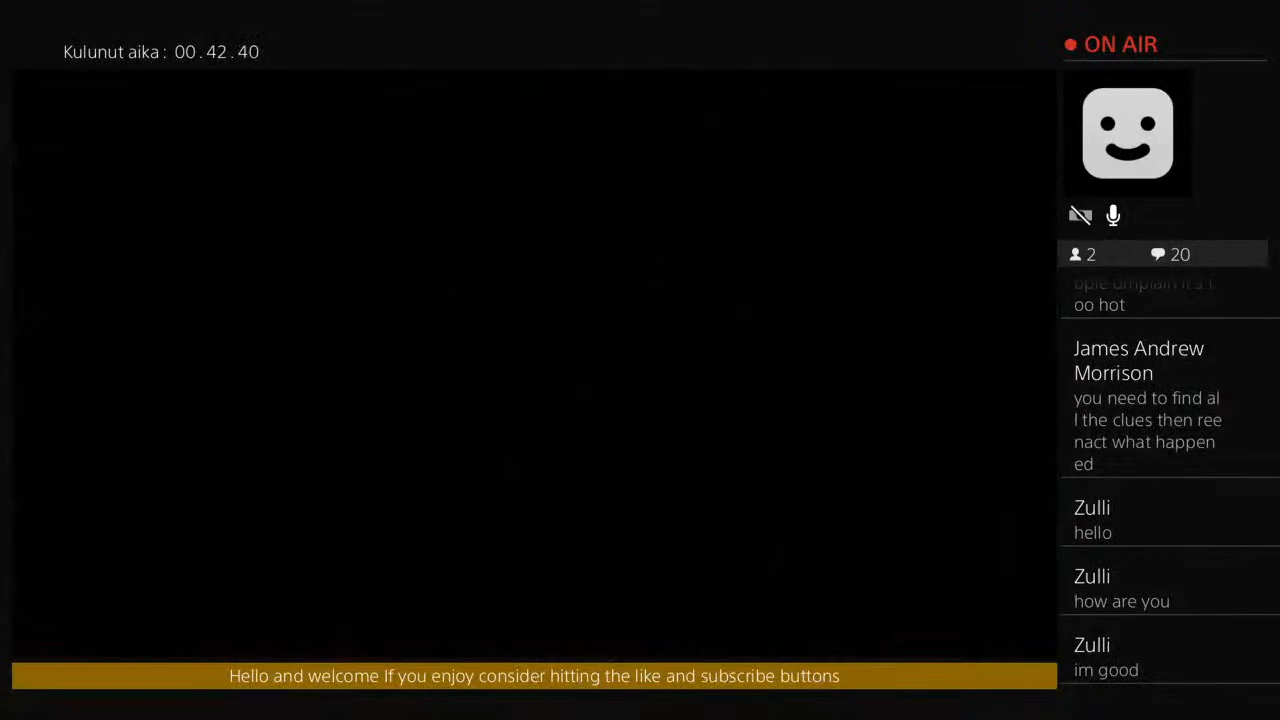 Kulunut aika : 00 . 42 . 40
ON AIR
2 20
oo hot
James Andrew
Morrison
you need to find al
l the clues then ree
nact what happen
ed
Zulli
hello
Zulli
how are you
Zulli
im good
Hello and welcome If you enjoy consider hitting the like and subscribe buttons